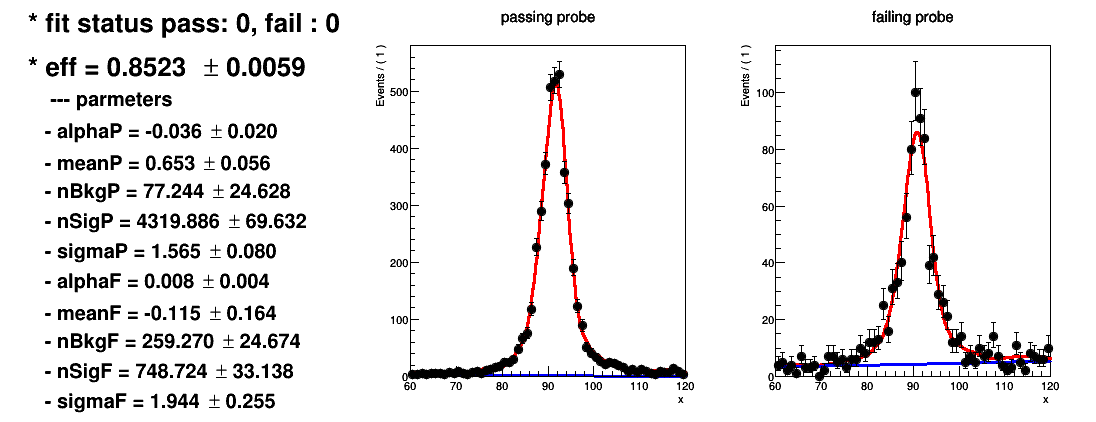 * fit status pass: 0, fail : 0
* eff = 0.8523 ± 0.0059
--- parmeters
- alphaP = -0.036 ± 0.020
- meanP = 0.653 ± 0.056
- nBkgP = 77.244 ± 24.628
- nSigP = 4319.886 ± 69.632
- sigmaP = 1.565 ± 0.080
- alphaF = 0.008 ± 0.004
- meanF = -0.115 ± 0.164
- nBkgF = 259.270 ± 24.674
- nSigF = 748.724 ± 33.138
- sigmaF = 1.944 ± 0.255
passing probe
Events / ( 1 )
500
400
300
200
100
0
60 70 80 90 100 110 120
x
failing probe
Events / ( 1 )
100
80
60
40
20
0
60 70 80 90 100 110 120
x